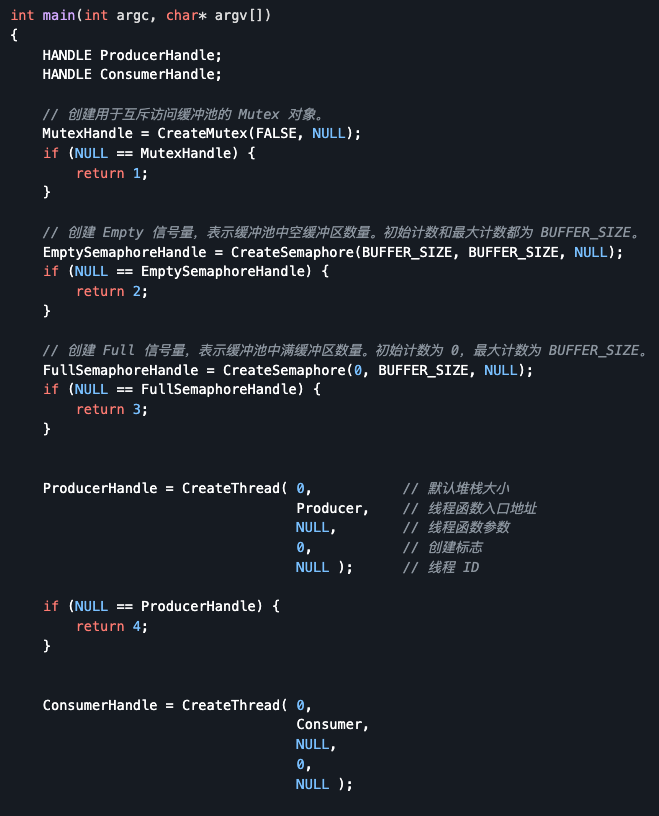 int main(int argc, char* argv[])
{
    HANDLE ProducerHandle;
    HANDLE ConsumerHandle;

    // 创建用于互斥访问缓冲池的 Mutex 对象。
    MutexHandle = CreateMutex(FALSE, NULL);
    if (NULL == MutexHandle) {
        return 1;
    }

    // 创建 Empty 信号量，表示缓冲池中空缓冲区数量。初始计数和最大计数都为 BUFFER_SIZE。
    EmptySemaphoreHandle = CreateSemaphore(BUFFER_SIZE, BUFFER_SIZE, NULL);
    if (NULL == EmptySemaphoreHandle) {
        return 2;
    }

    // 创建 Full 信号量，表示缓冲池中满缓冲区数量。初始计数为 0，最大计数为 BUFFER_SIZE。
    FullSemaphoreHandle = CreateSemaphore(0, BUFFER_SIZE, NULL);
    if (NULL == FullSemaphoreHandle) {
        return 3;
    }


    ProducerHandle = CreateThread( 0,           // 默认堆栈大小
                                   Producer,    // 线程函数入口地址
                                   NULL,        // 线程函数参数
                                   0,           // 创建标志
                                   NULL );      // 线程 ID

    if (NULL == ProducerHandle) {
        return 4;
    }


    ConsumerHandle = CreateThread( 0,
                                   Consumer,
                                   NULL,
                                   0,
                                   NULL );